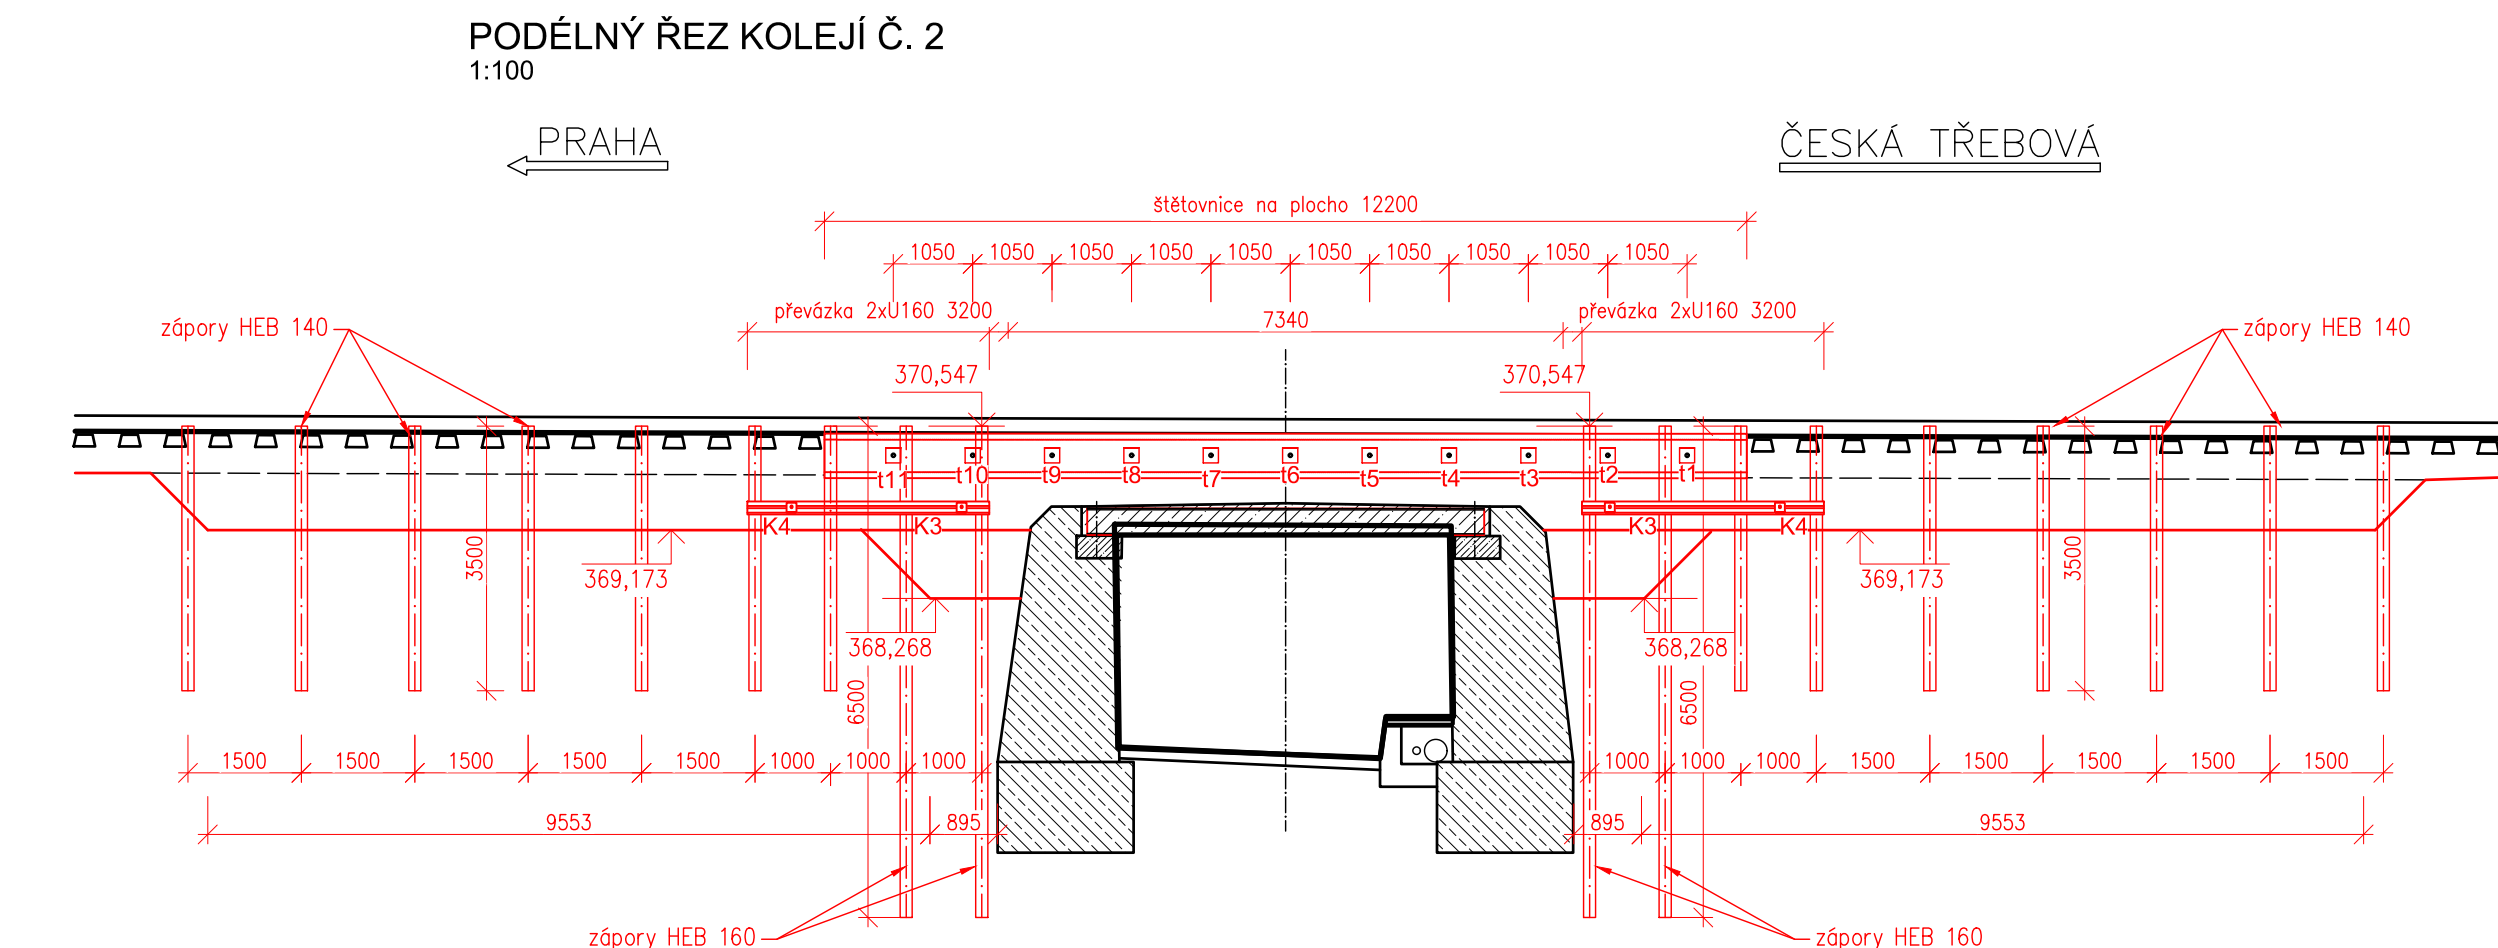 PODÉLNÝ ŘEZ KOLEJÍ Č. 2
1:100
PRAHA
ČESKÁ TŘEBOVÁ
štětovnice na plocho 12200
1050 1050 1050 1050 1050 1050 1050 1050 1050 1050
převázka 2xU160 3200
7340
převázka 2xU160 3200
zápory HEB 140
zápory HEB 140
370,547
370,547
t11 t10 t9 t8 t7 t6 t5 t4 t3 t2 t1
K4 K3 K3 K4
3500
369,173
369,173
3500
368,268
368,268
6500
6500
1500 1500 1500 1500 1500 1000 1000 1000
1000 1000 1000 1500 1500 1500 1500 1500
9553 895
895 9553
zápory HEB 160
zápory HEB 160